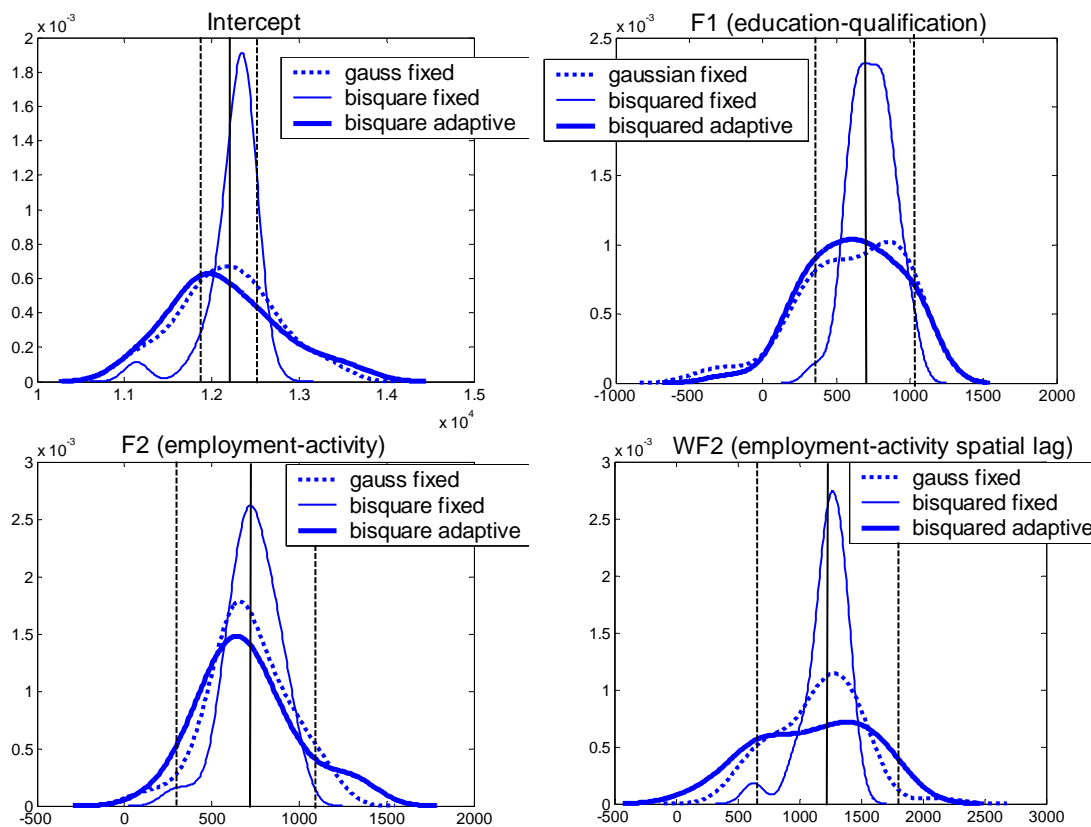 x 10⁻³
Intercept
2
1.8
1.6
1.4
1.2
1
0.8
0.6
0.4
0.2
0
1 1.1 1.2 1.3 1.4 1.5
x 10⁴
gauss fixed
bisquare fixed
bisquare adaptive
x 10⁻³
F1 (education-qualification)
2.5
2
1.5
1
0.5
0
-1000 -500 0 500 1000 1500 2000
gaussian fixed
bisquared fixed
bisquared adaptive
x 10⁻³
F2 (employment-activity)
3
2.5
2
1.5
1
0.5
0
-500 0 500 1000 1500 2000
gauss fixed
bisquare fixed
bisquare adaptive
x 10⁻³
WF2 (employment-activity spatial lag)
3
2.5
2
1.5
1
0.5
0
-500 0 500 1000 1500 2000 2500 3000
gauss fixed
bisquared fixed
bisquared adaptive